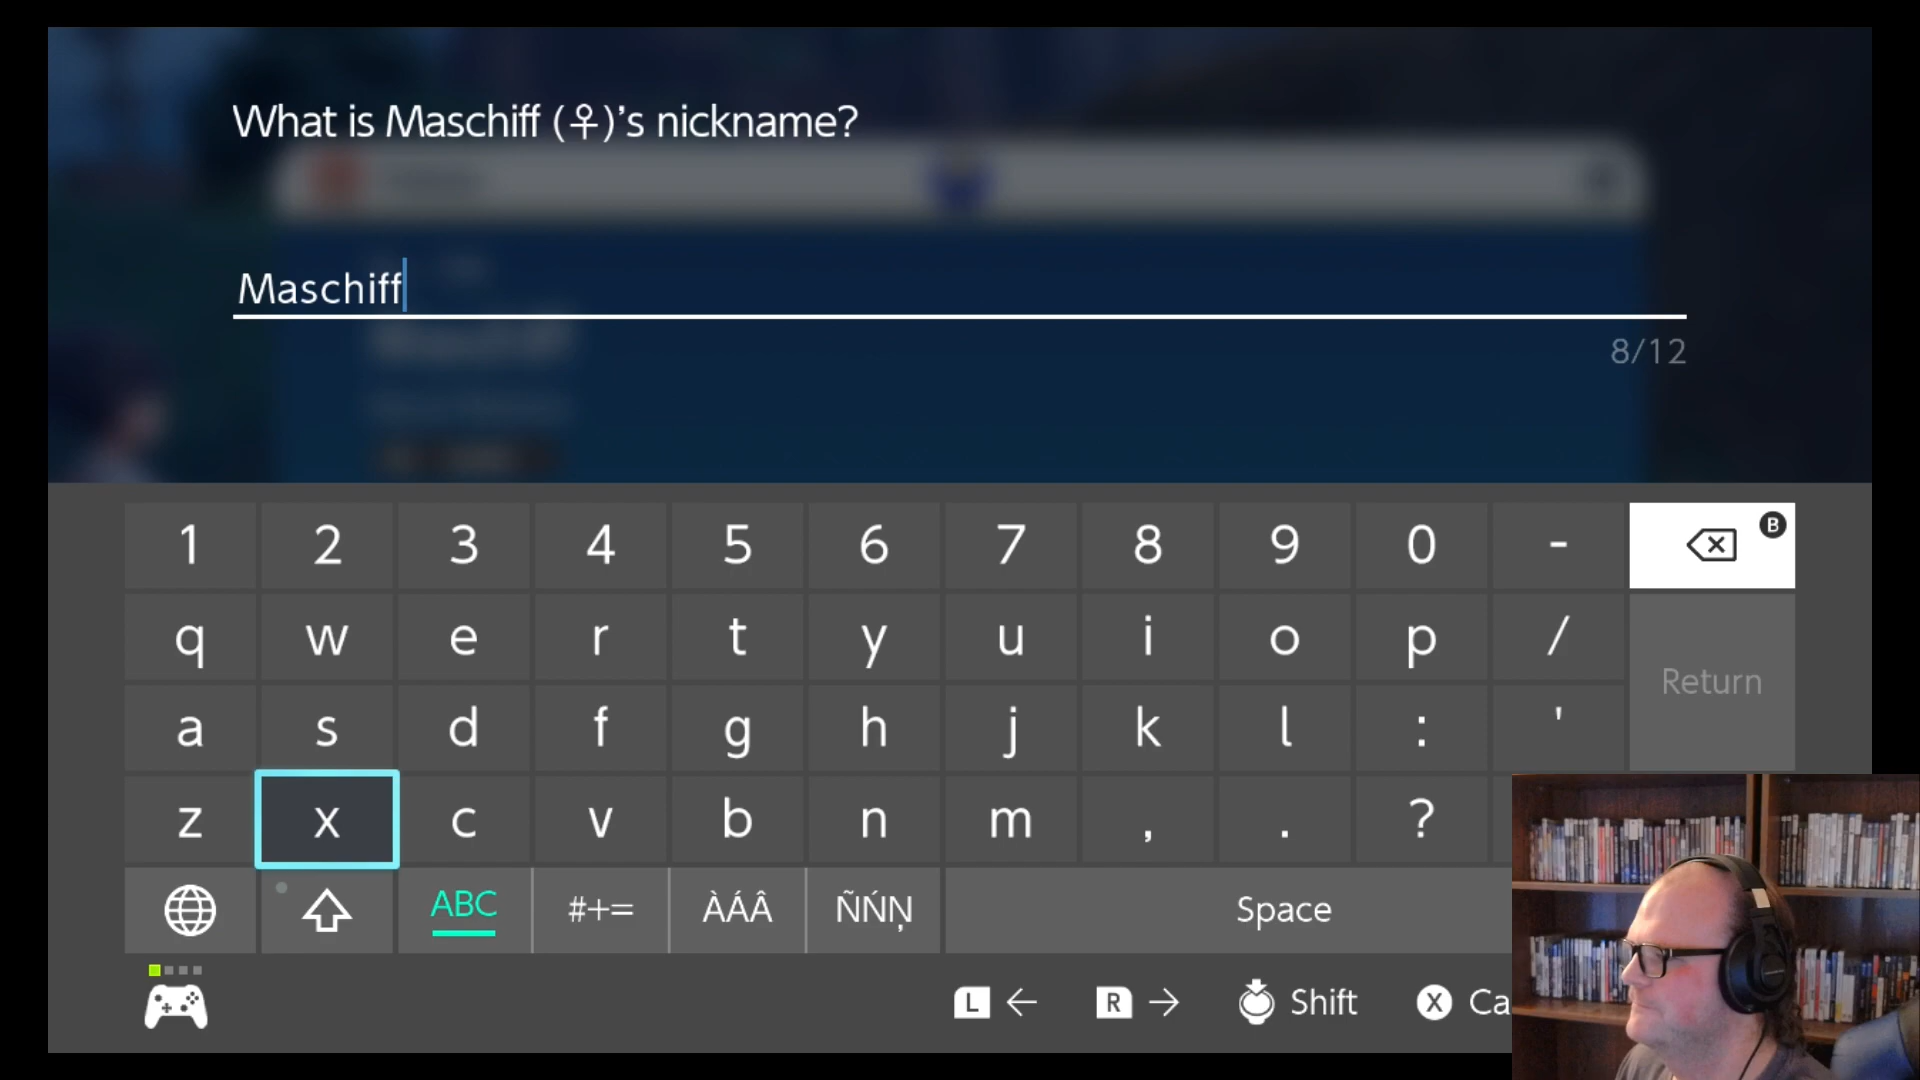 What is Maschiff (♀)'s nickname?
Maschiff
8/12
1 2 3 4 5 6 7 8 9 0 - B
q w e r t y u i o p /
Return
a s d f g h j k l : '
z x c v b n m , . ?
ABC #+= ÀÁÂ ÑŃŅ Space
L ← R → Shift X Ca